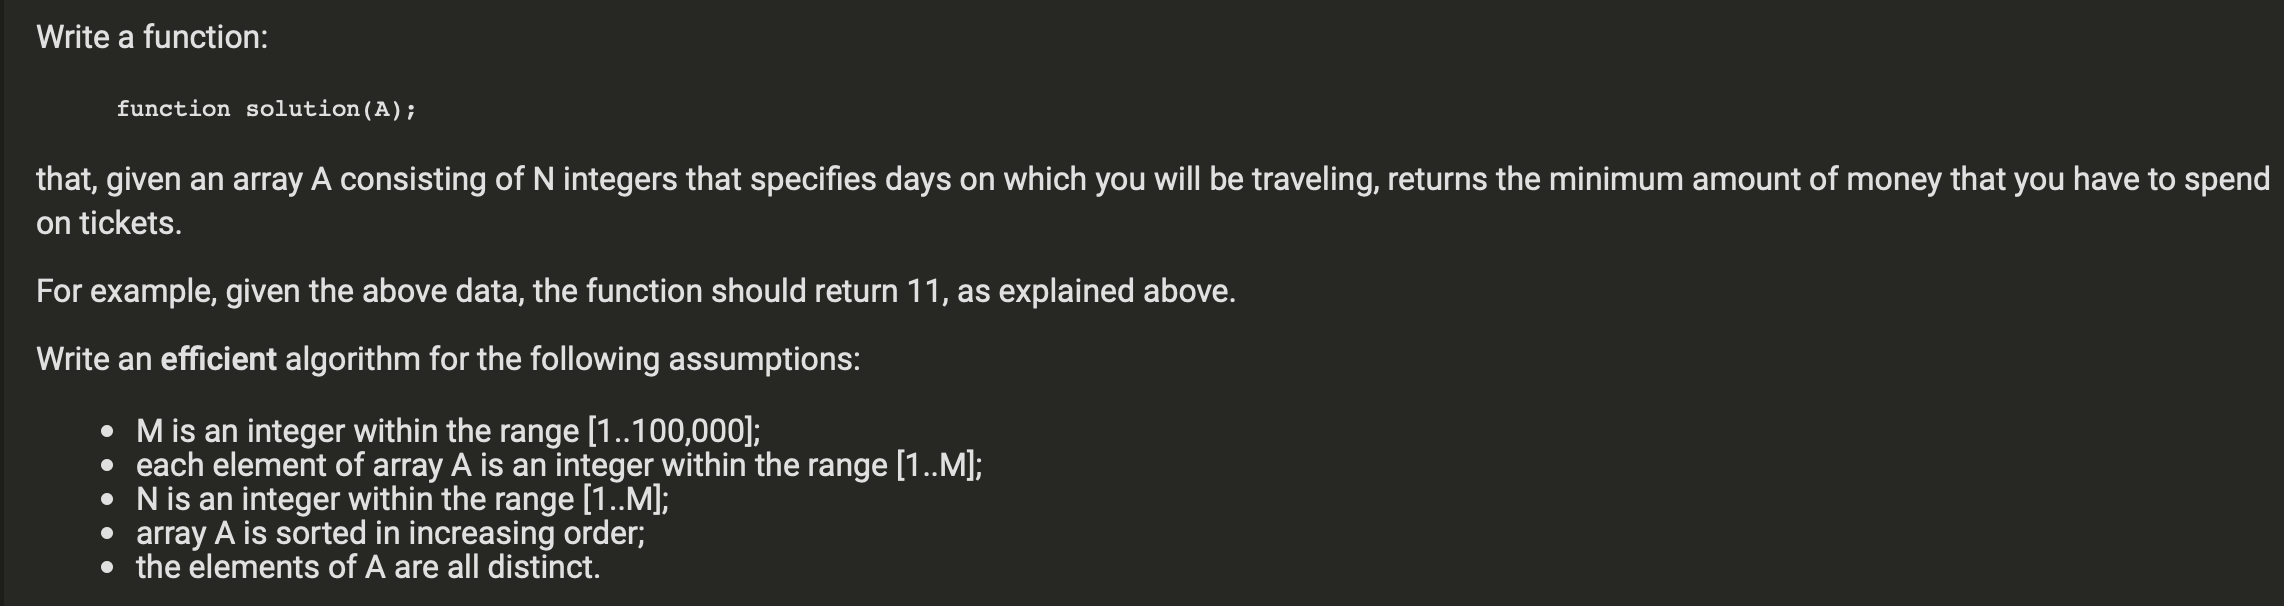 Write a function:
function solution(A);
that, given an array A consisting of N integers that specifies days on which you will be traveling, returns the minimum amount of money that you have to spend
on tickets.
For example, given the above data, the function should return 11, as explained above.
Write an efficient algorithm for the following assumptions:
• M is an integer within the range [1..100,000];
• each element of array A is an integer within the range [1..M];
• N is an integer within the range [1..M];
• array A is sorted in increasing order;
• the elements of A are all distinct.